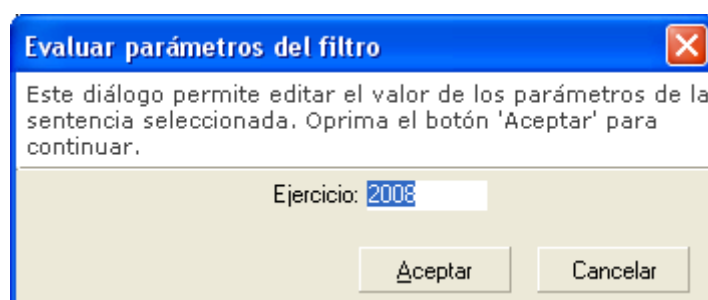 Evaluar parámetros del filtro
Este diálogo permite editar el valor de los parámetros de la
sentencia seleccionada. Oprima el botón 'Aceptar' para
continuar.
Ejercicio: 2008
Aceptar Cancelar